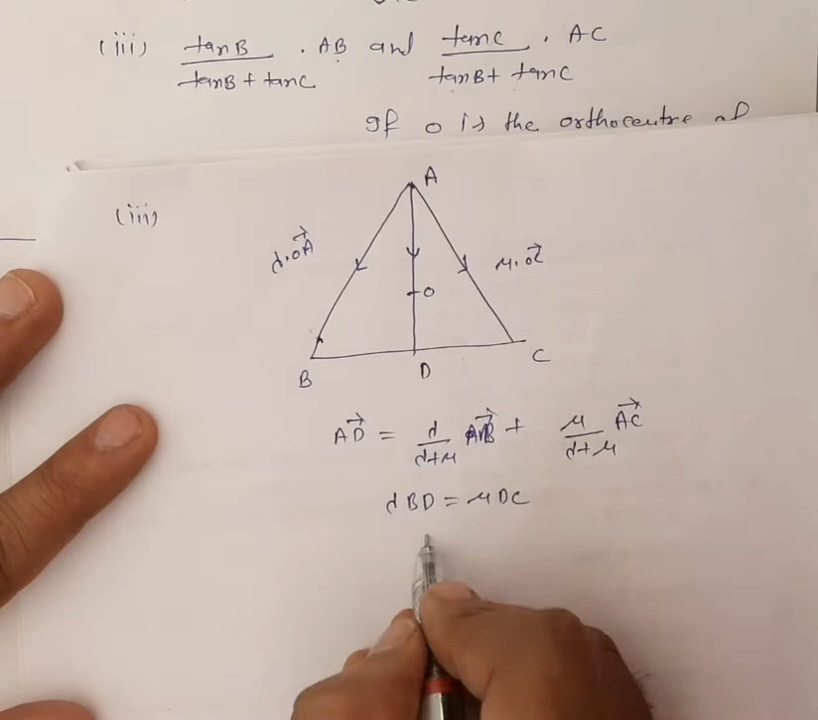 (iii) tanB/(tanB + tanC) . AB and tanC/(tanB + tanC) . AC
If O is the orthocentre of
(iii)
A
λ.OA→
μ.OC→
O
B
D
C
AD→ = λ/(λ+μ) AB→ + μ/(λ+μ) AC→
λBD = μDC